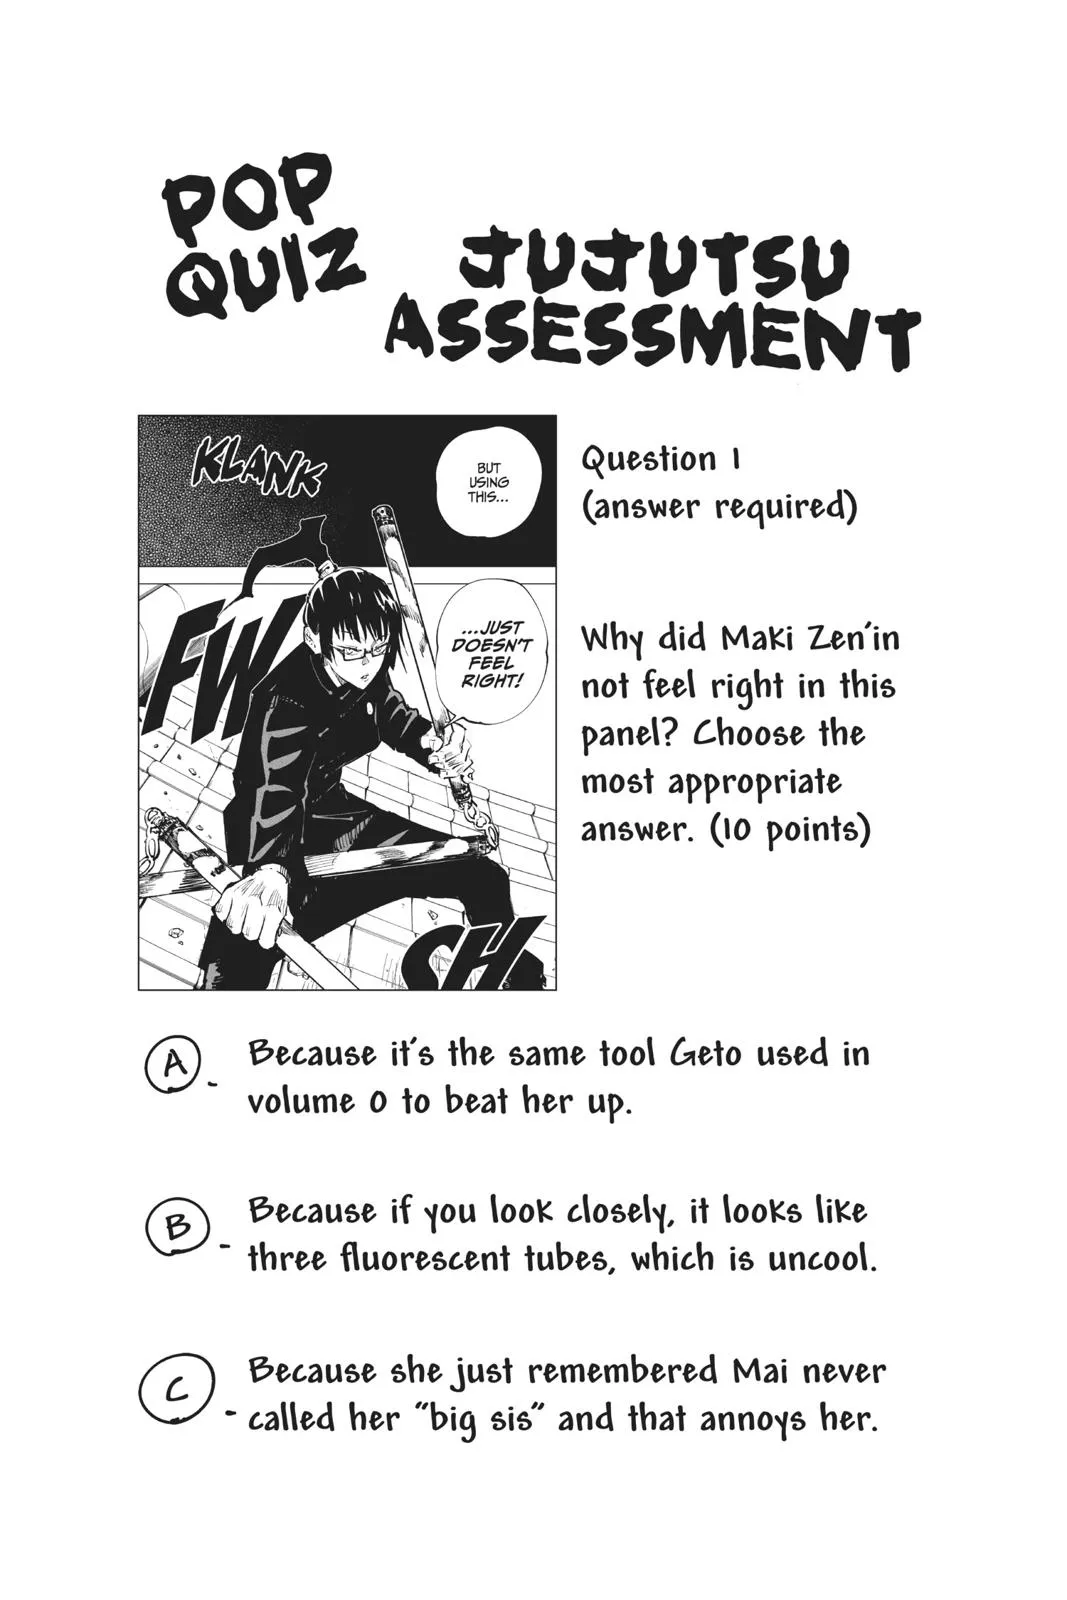 POP
QUIZ
JUJUTSU
ASSESSMENT
KLANK
BUT
USING
THIS...
FW
...JUST
DOESN'T
FEEL
RIGHT!
SH
Question 1
(answer required)
Why did Maki Zen'in
not feel right in this
panel? Choose the
most appropriate
answer. (10 points)
A - Because it's the same tool Geto used in
volume 0 to beat her up.
B - Because if you look closely, it looks like
three fluorescent tubes, which is uncool.
C - Because she just remembered Mai never
called her "big sis" and that annoys her.